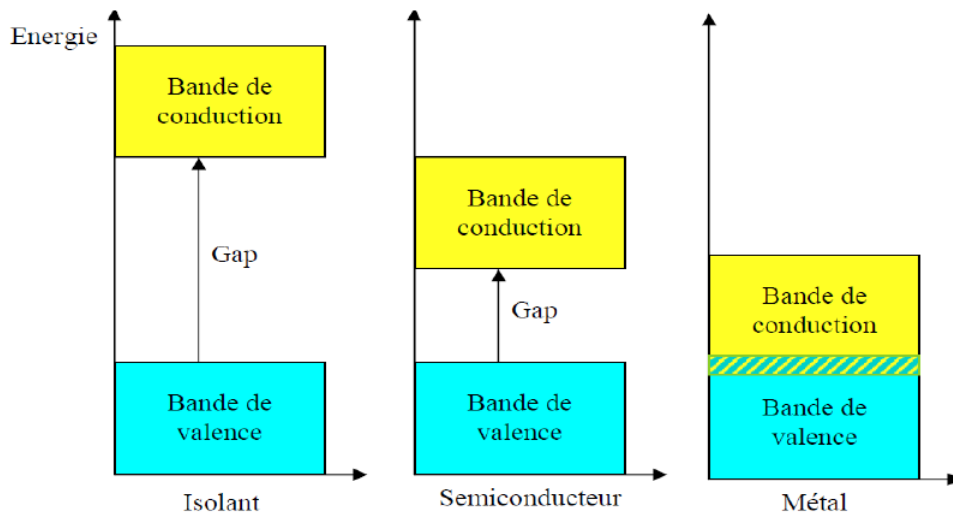 Energie
Bande de
conduction
Gap
Bande de
valence
Isolant
Bande de
conduction
Gap
Bande de
valence
Semiconducteur
Bande de
conduction
Bande de
valence
Métal